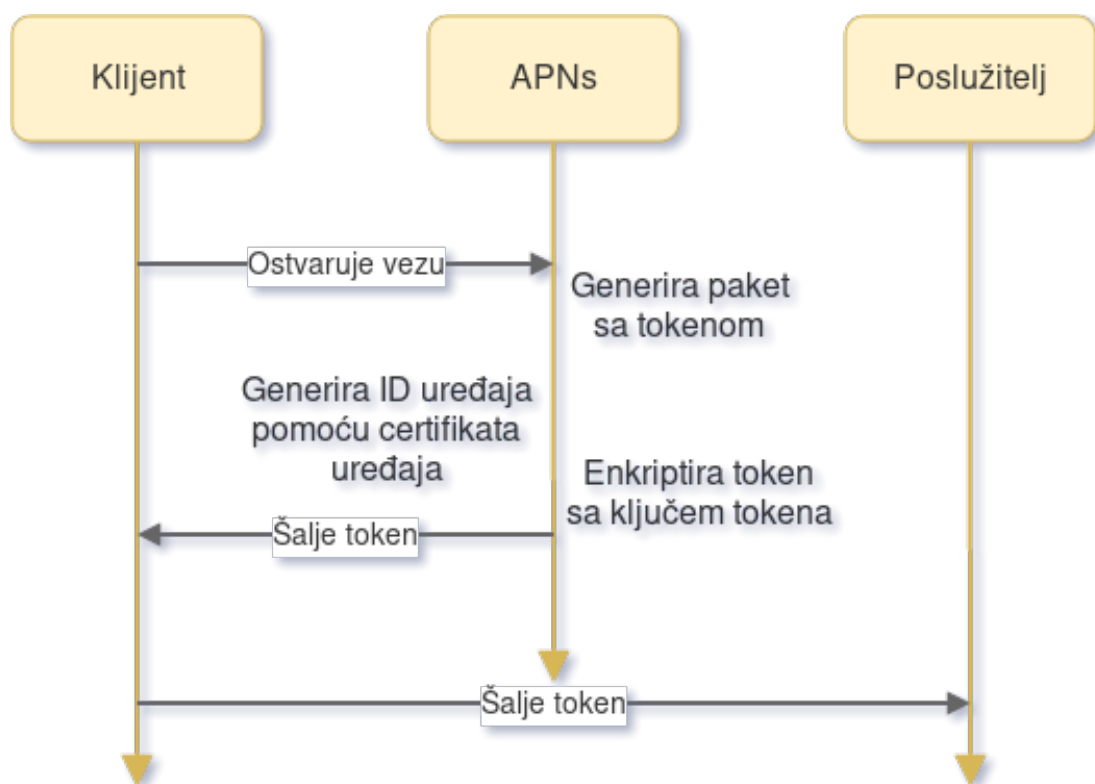 Klijent
APNs
Poslužitelj
Ostvaruje vezu
Generira paket
sa tokenom
Generira ID uređaja
pomoću certifikata
uređaja
Enkriptira token
sa ključem tokena
Šalje token
Šalje token